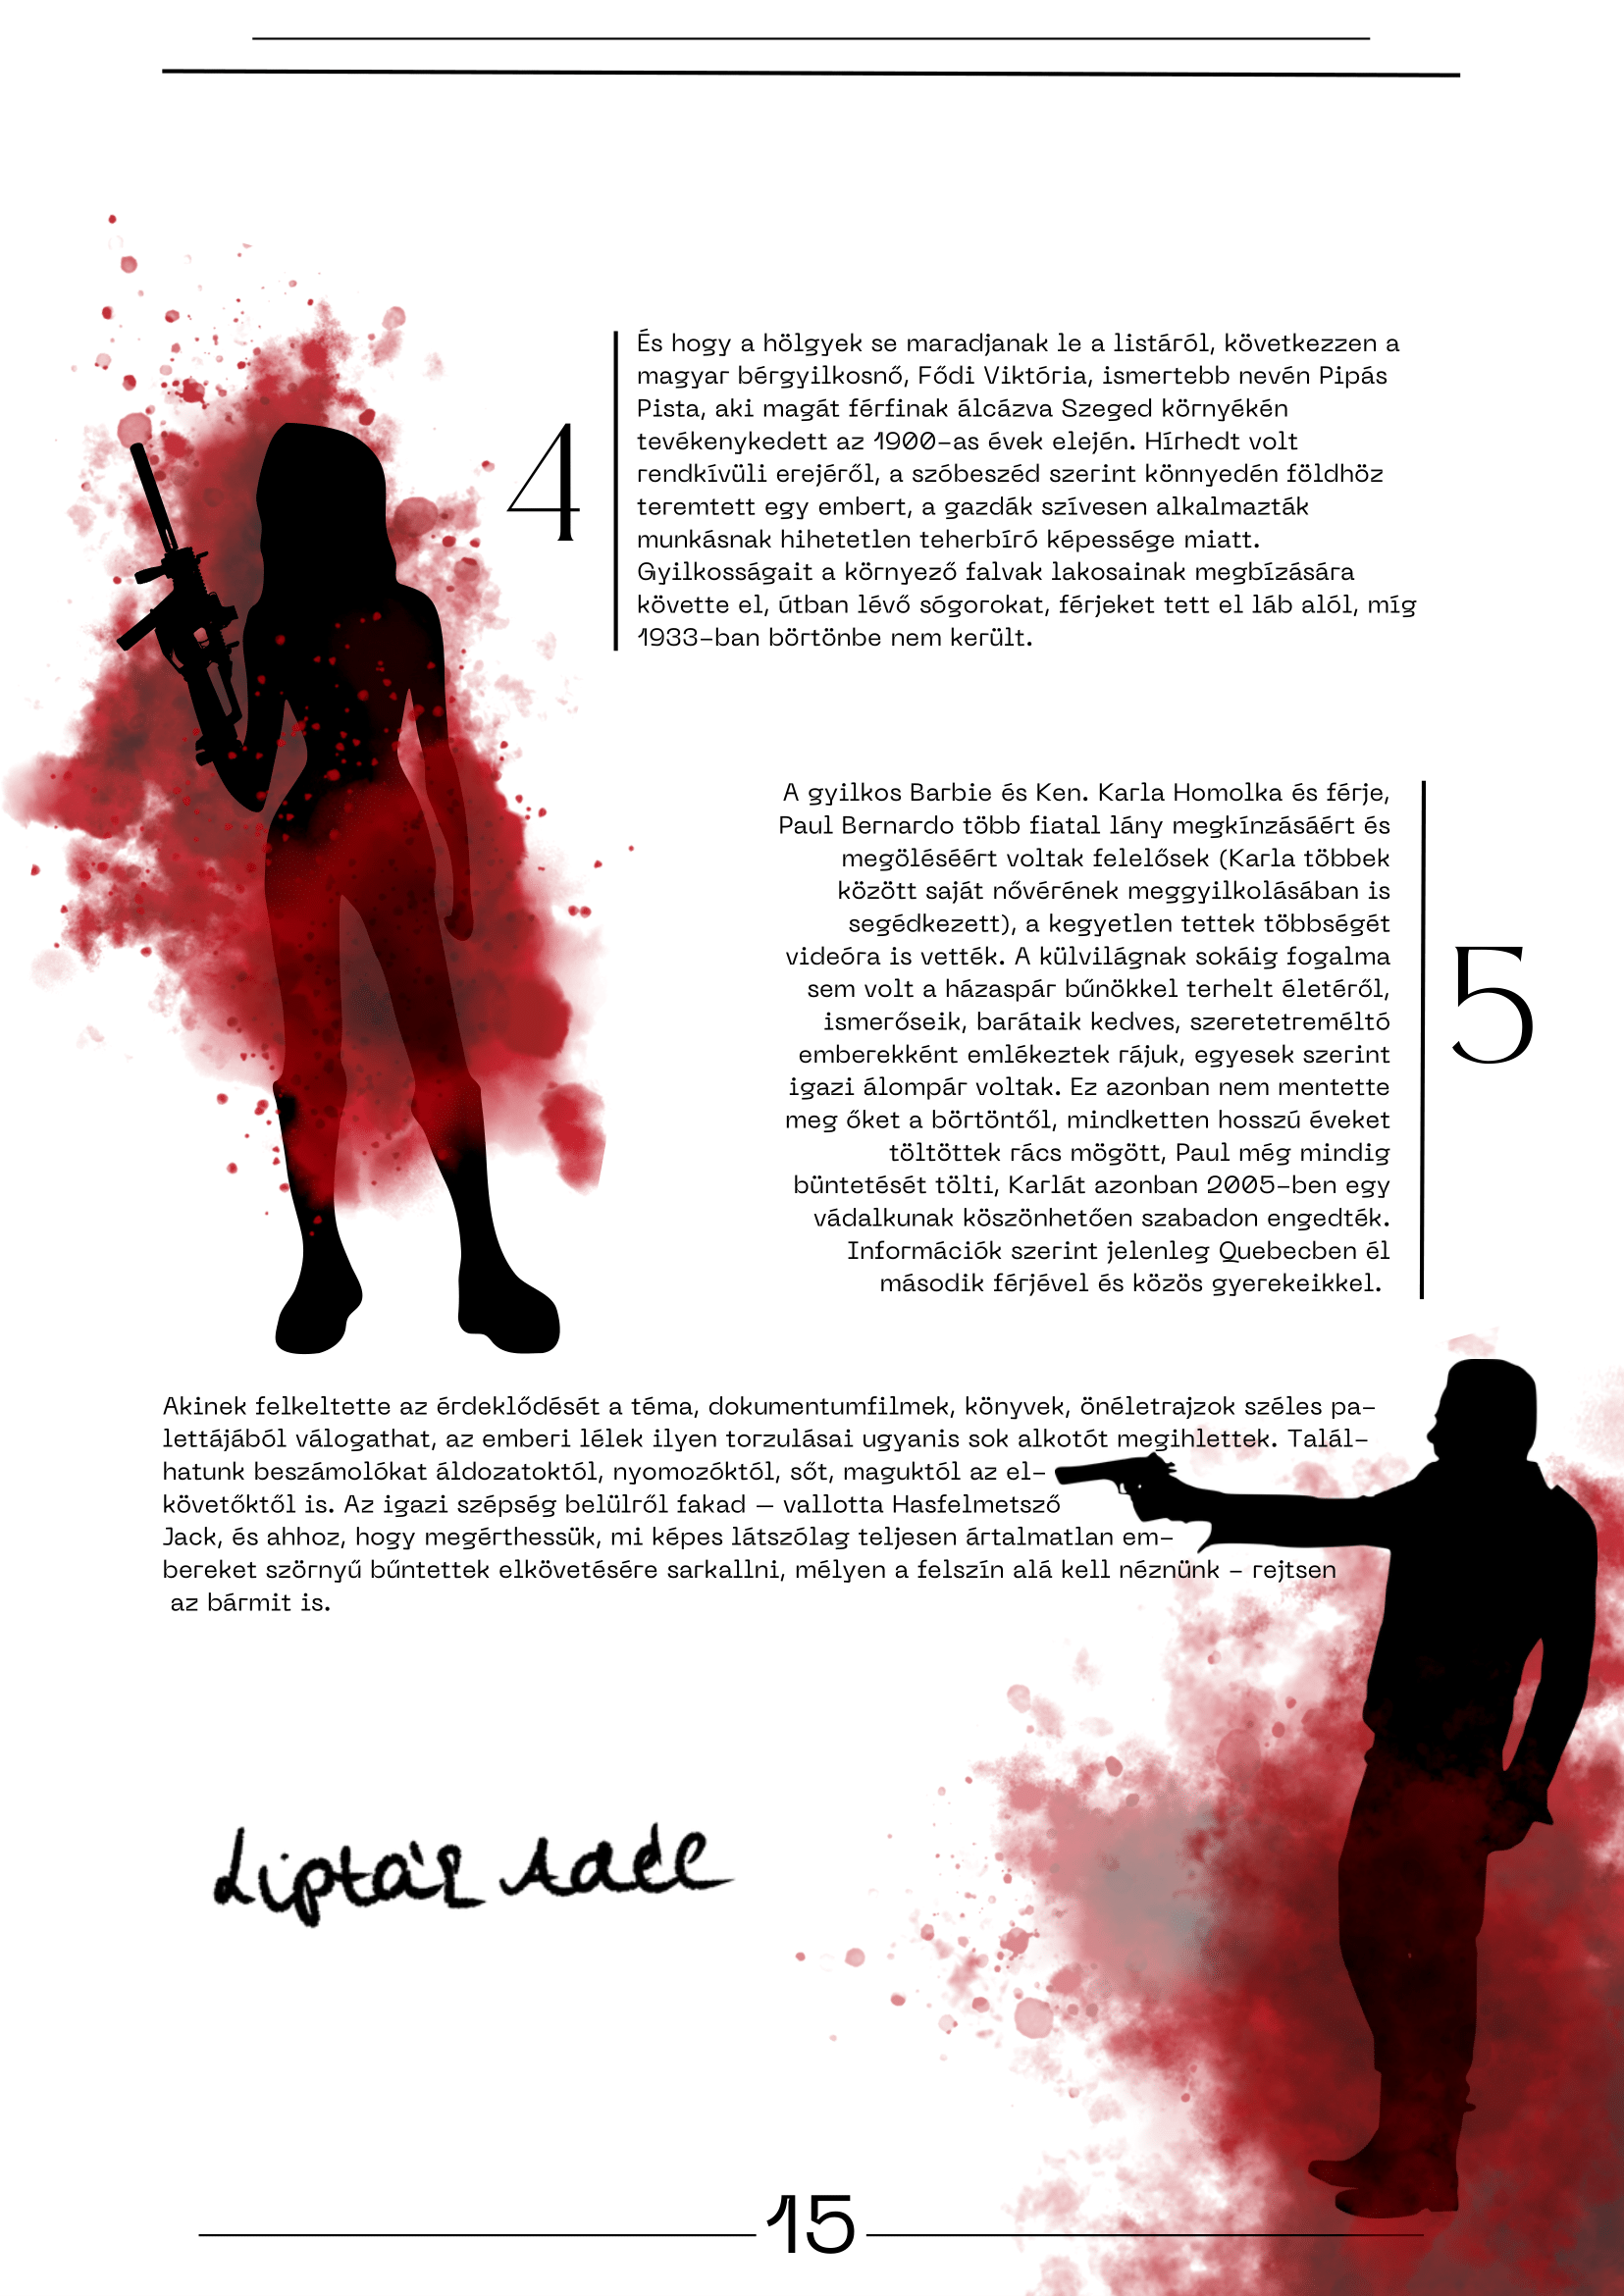 4
És hogy a hölgyek se maradjanak le a listáról, következzen a
magyar bérgyilkosnő, Fődi Viktória, ismertebb nevén Pipás
Pista, aki magát férfinak álcázva Szeged környékén
tevékenykedett az 1900-as évek elején. Hírhedt volt
rendkívüli erejéről, a szóbeszéd szerint könnyedén földhöz
teremtett egy embert, a gazdák szívesen alkalmazták
munkásnak hihetetlen teherbíró képessége miatt.
Gyilkosságait a környező falvak lakosainak megbízására
követte el, útban lévő sógorokat, férjeket tett el láb alól, míg
1933-ban börtönbe nem került.
A gyilkos Barbie és Ken. Karla Homolka és férje,
Paul Bernardo több fiatal lány megkínzásáért és
megöléséért voltak felelősek (Karla többek
között saját nővérének meggyilkolásában is
segédkezett), a kegyetlen tettek többségét
videóra is vették. A külvilágnak sokáig fogalma
sem volt a házaspár bűnökkel terhelt életéről,
ismerőseik, barátaik kedves, szeretetreméltó
emberekként emlékeztek rájuk, egyesek szerint
igazi álompár voltak. Ez azonban nem mentette
meg őket a börtöntől, mindketten hosszú éveket
töltöttek rács mögött, Paul még mindig
büntetését tölti, Karlát azonban 2005-ben egy
vádalkunak köszönhetően szabadon engedték.
Információk szerint jelenleg Quebecben él
második férjével és közös gyerekeikkel.
5
Akinek felkeltette az érdeklődését a téma, dokumentumfilmek, könyvek, önéletrajzok széles pa-
lettájából válogathat, az emberi lélek ilyen torzulásai ugyanis sok alkotót megihlettek. Talál-
hatunk beszámolókat áldozatoktól, nyomozóktól, sőt, maguktól az el-
követőktől is. Az igazi szépség belülről fakad – vallotta Hasfelmetsző
Jack, és ahhoz, hogy megérthessük, mi képes látszólag teljesen ártalmatlan em-
bereket szörnyű bűntettek elkövetésére sarkallni, mélyen a felszín alá kell néznünk - rejtsen
az bármit is.
Liptár Adél
15